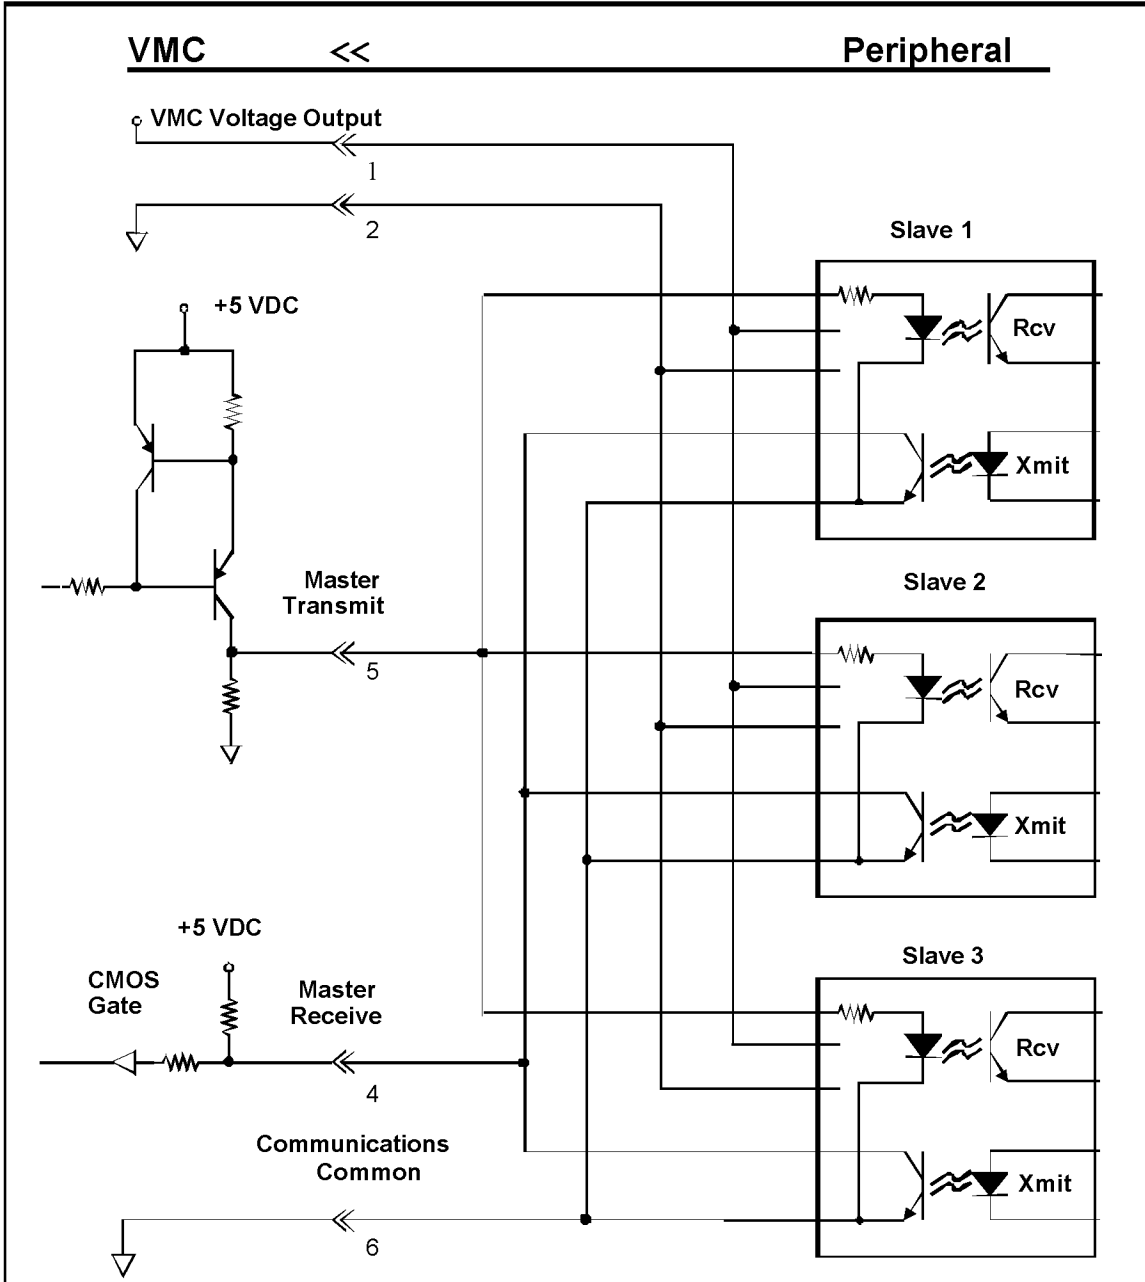 VMC << Peripheral
VMC Voltage Output
1
2
Slave 1
+5 VDC
Rcv
Xmit
Master
Transmit
5
Slave 2
Rcv
Xmit
+5 VDC
CMOS
Gate
Master
Receive
4
Slave 3
Rcv
Xmit
Communications
Common
6